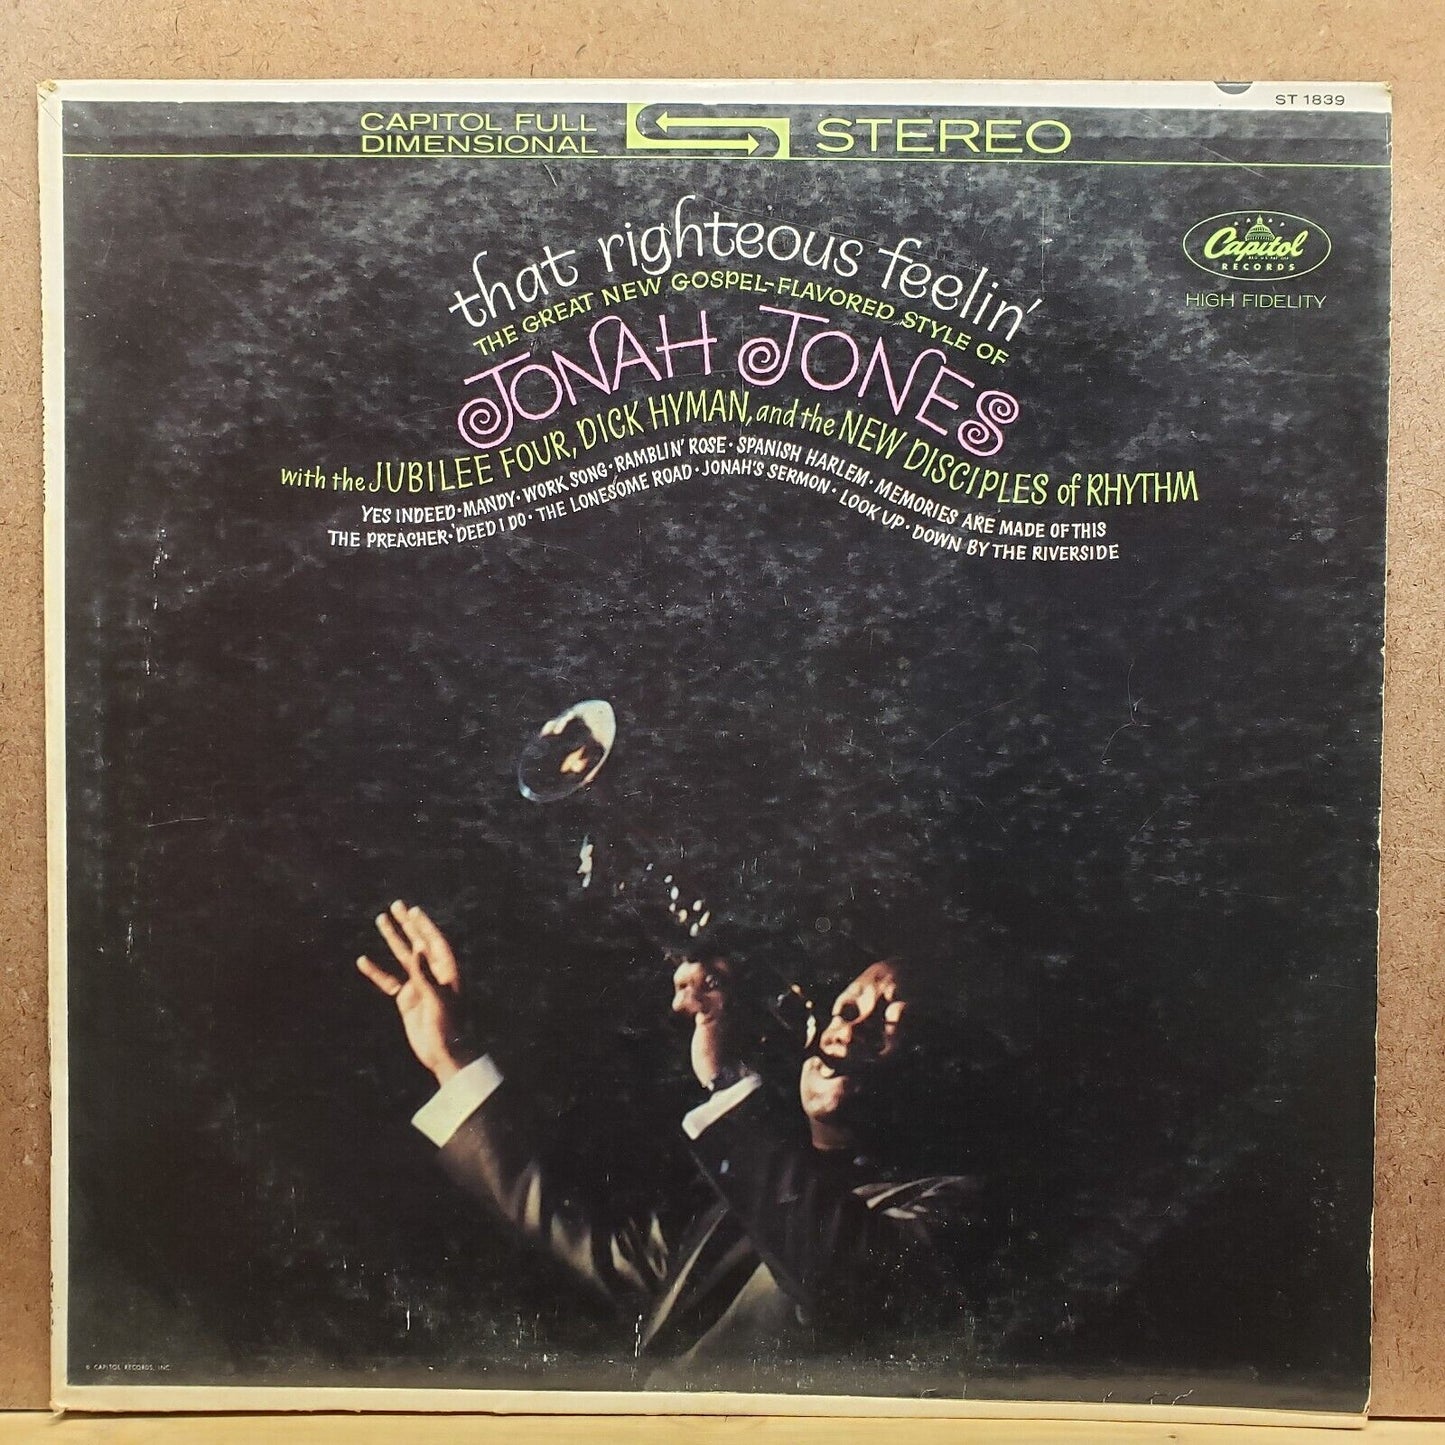 ST 1839
CAPITOL FULL
DIMENSIONAL
STEREO
Capitol
RECORDS
HIGH FIDELITY
that righteous feelin'
THE GREAT NEW GOSPEL-FLAVORED STYLE OF
JONAH JONES
with the JUBILEE FOUR, DICK HYMAN, and the NEW DISCIPLES of RHYTHM
YES INDEED • MANDY • WORK SONG • RAMBLIN' ROSE • SPANISH HARLEM • MEMORIES ARE MADE OF THIS
THE PREACHER • 'DEED I DO • THE LONESOME ROAD • JONAH'S SERMON • LOOK UP • DOWN BY THE RIVERSIDE
© CAPITOL RECORDS, INC.